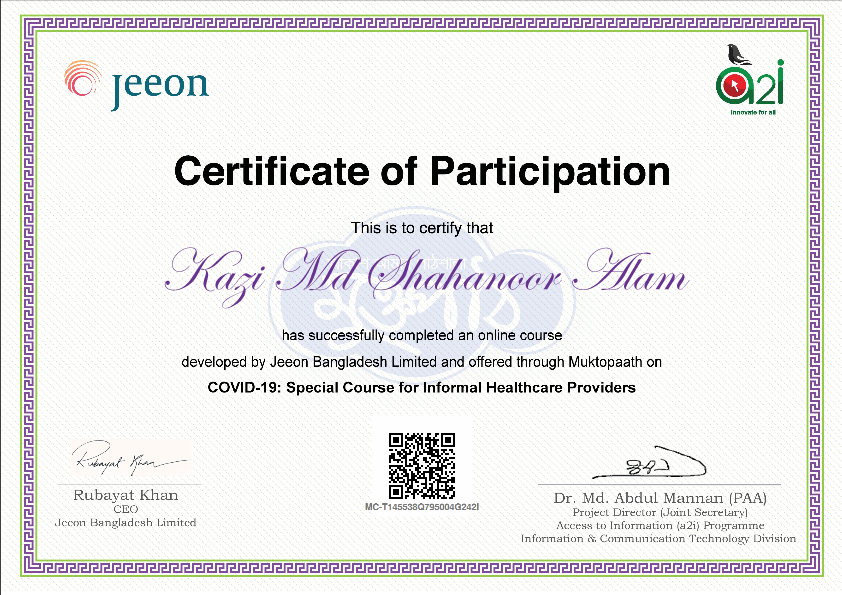 Jeeon
a2i
innovate for all
Certificate of Participation
This is to certify that
Kazi Md Shahanoor Alam
has successfully completed an online course
developed by Jeeon Bangladesh Limited and offered through Muktopaath on
COVID-19: Special Course for Informal Healthcare Providers
Rubayat Khan
Rubayat Khan
CEO
Jeeon Bangladesh Limited
MC-T145538Q795004G242I
Dr. Md. Abdul Mannan (PAA)
Project Director (Joint Secretary)
Access to Information (a2i) Programme
Information & Communication Technology Division